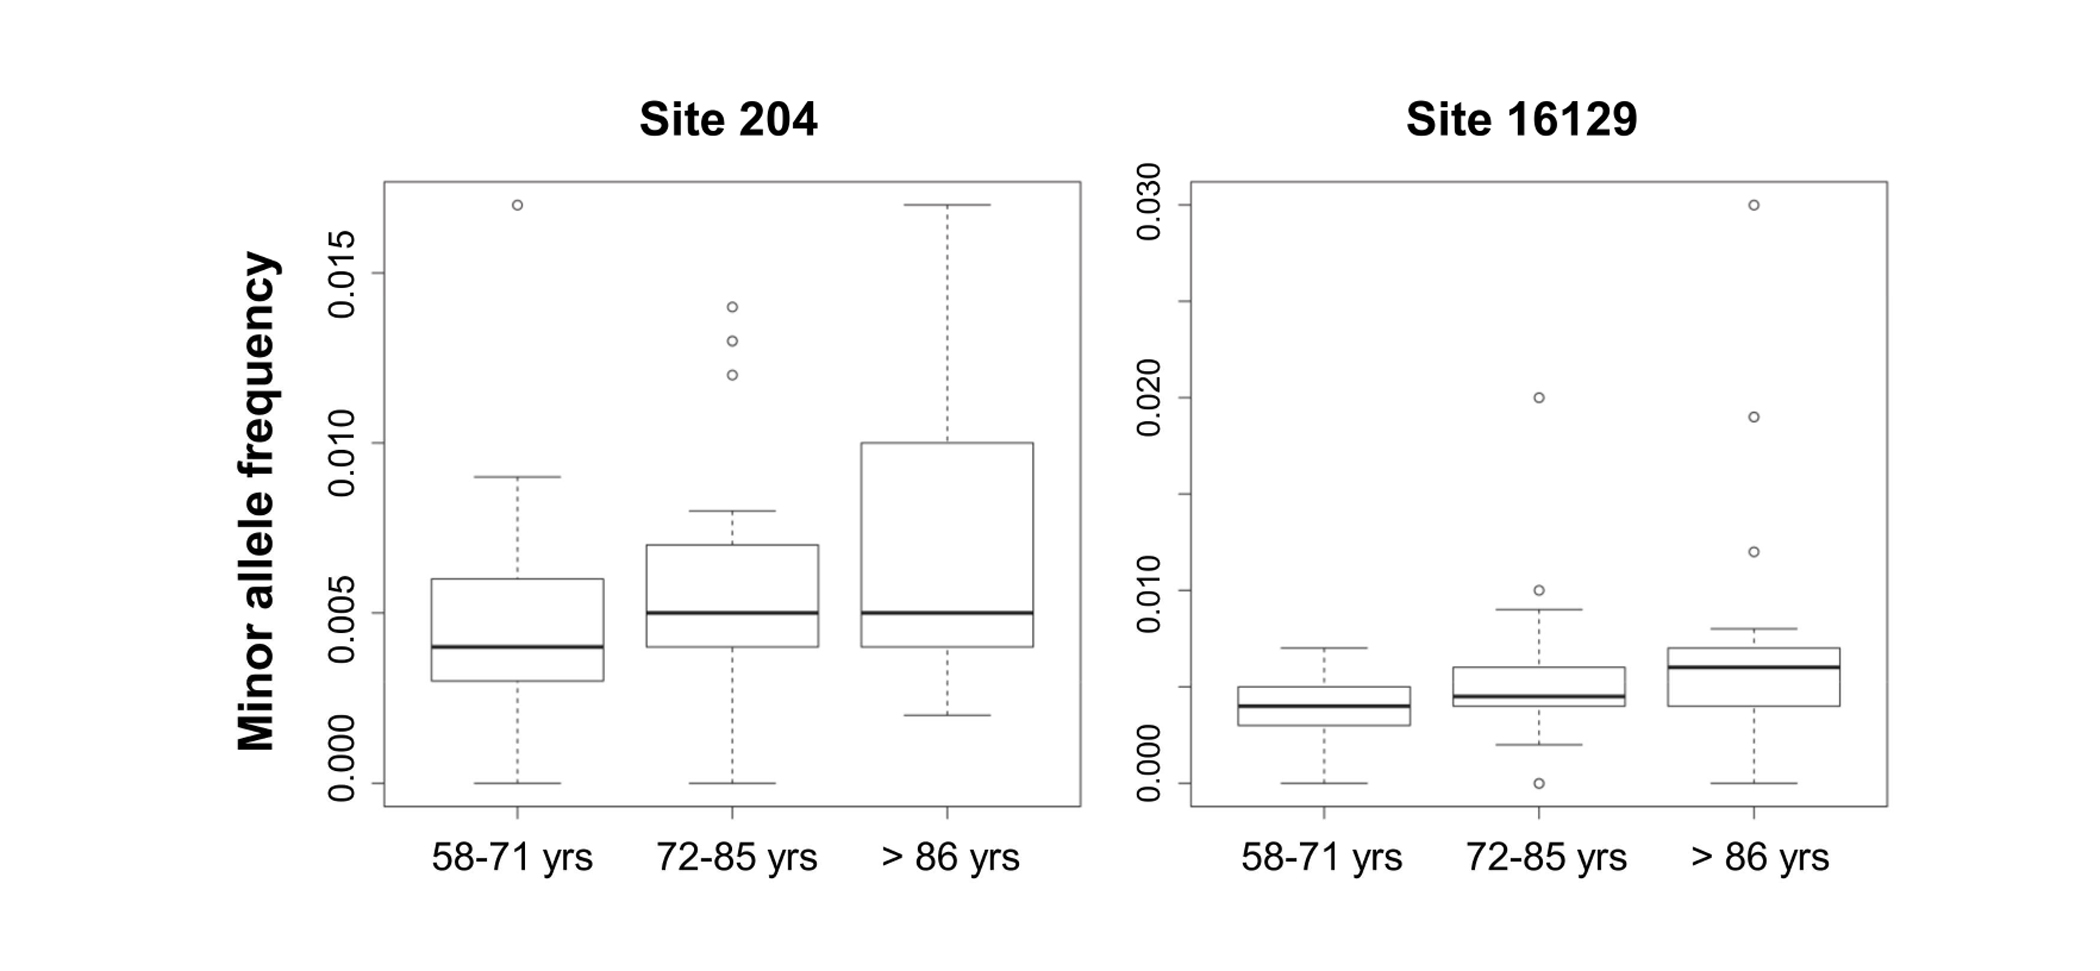 Site 204
Site 16129
Minor allele frequency
0.015
0.010
0.005
0.000
58-71 yrs
72-85 yrs
> 86 yrs
0.030
0.020
0.010
0.000
58-71 yrs
72-85 yrs
> 86 yrs